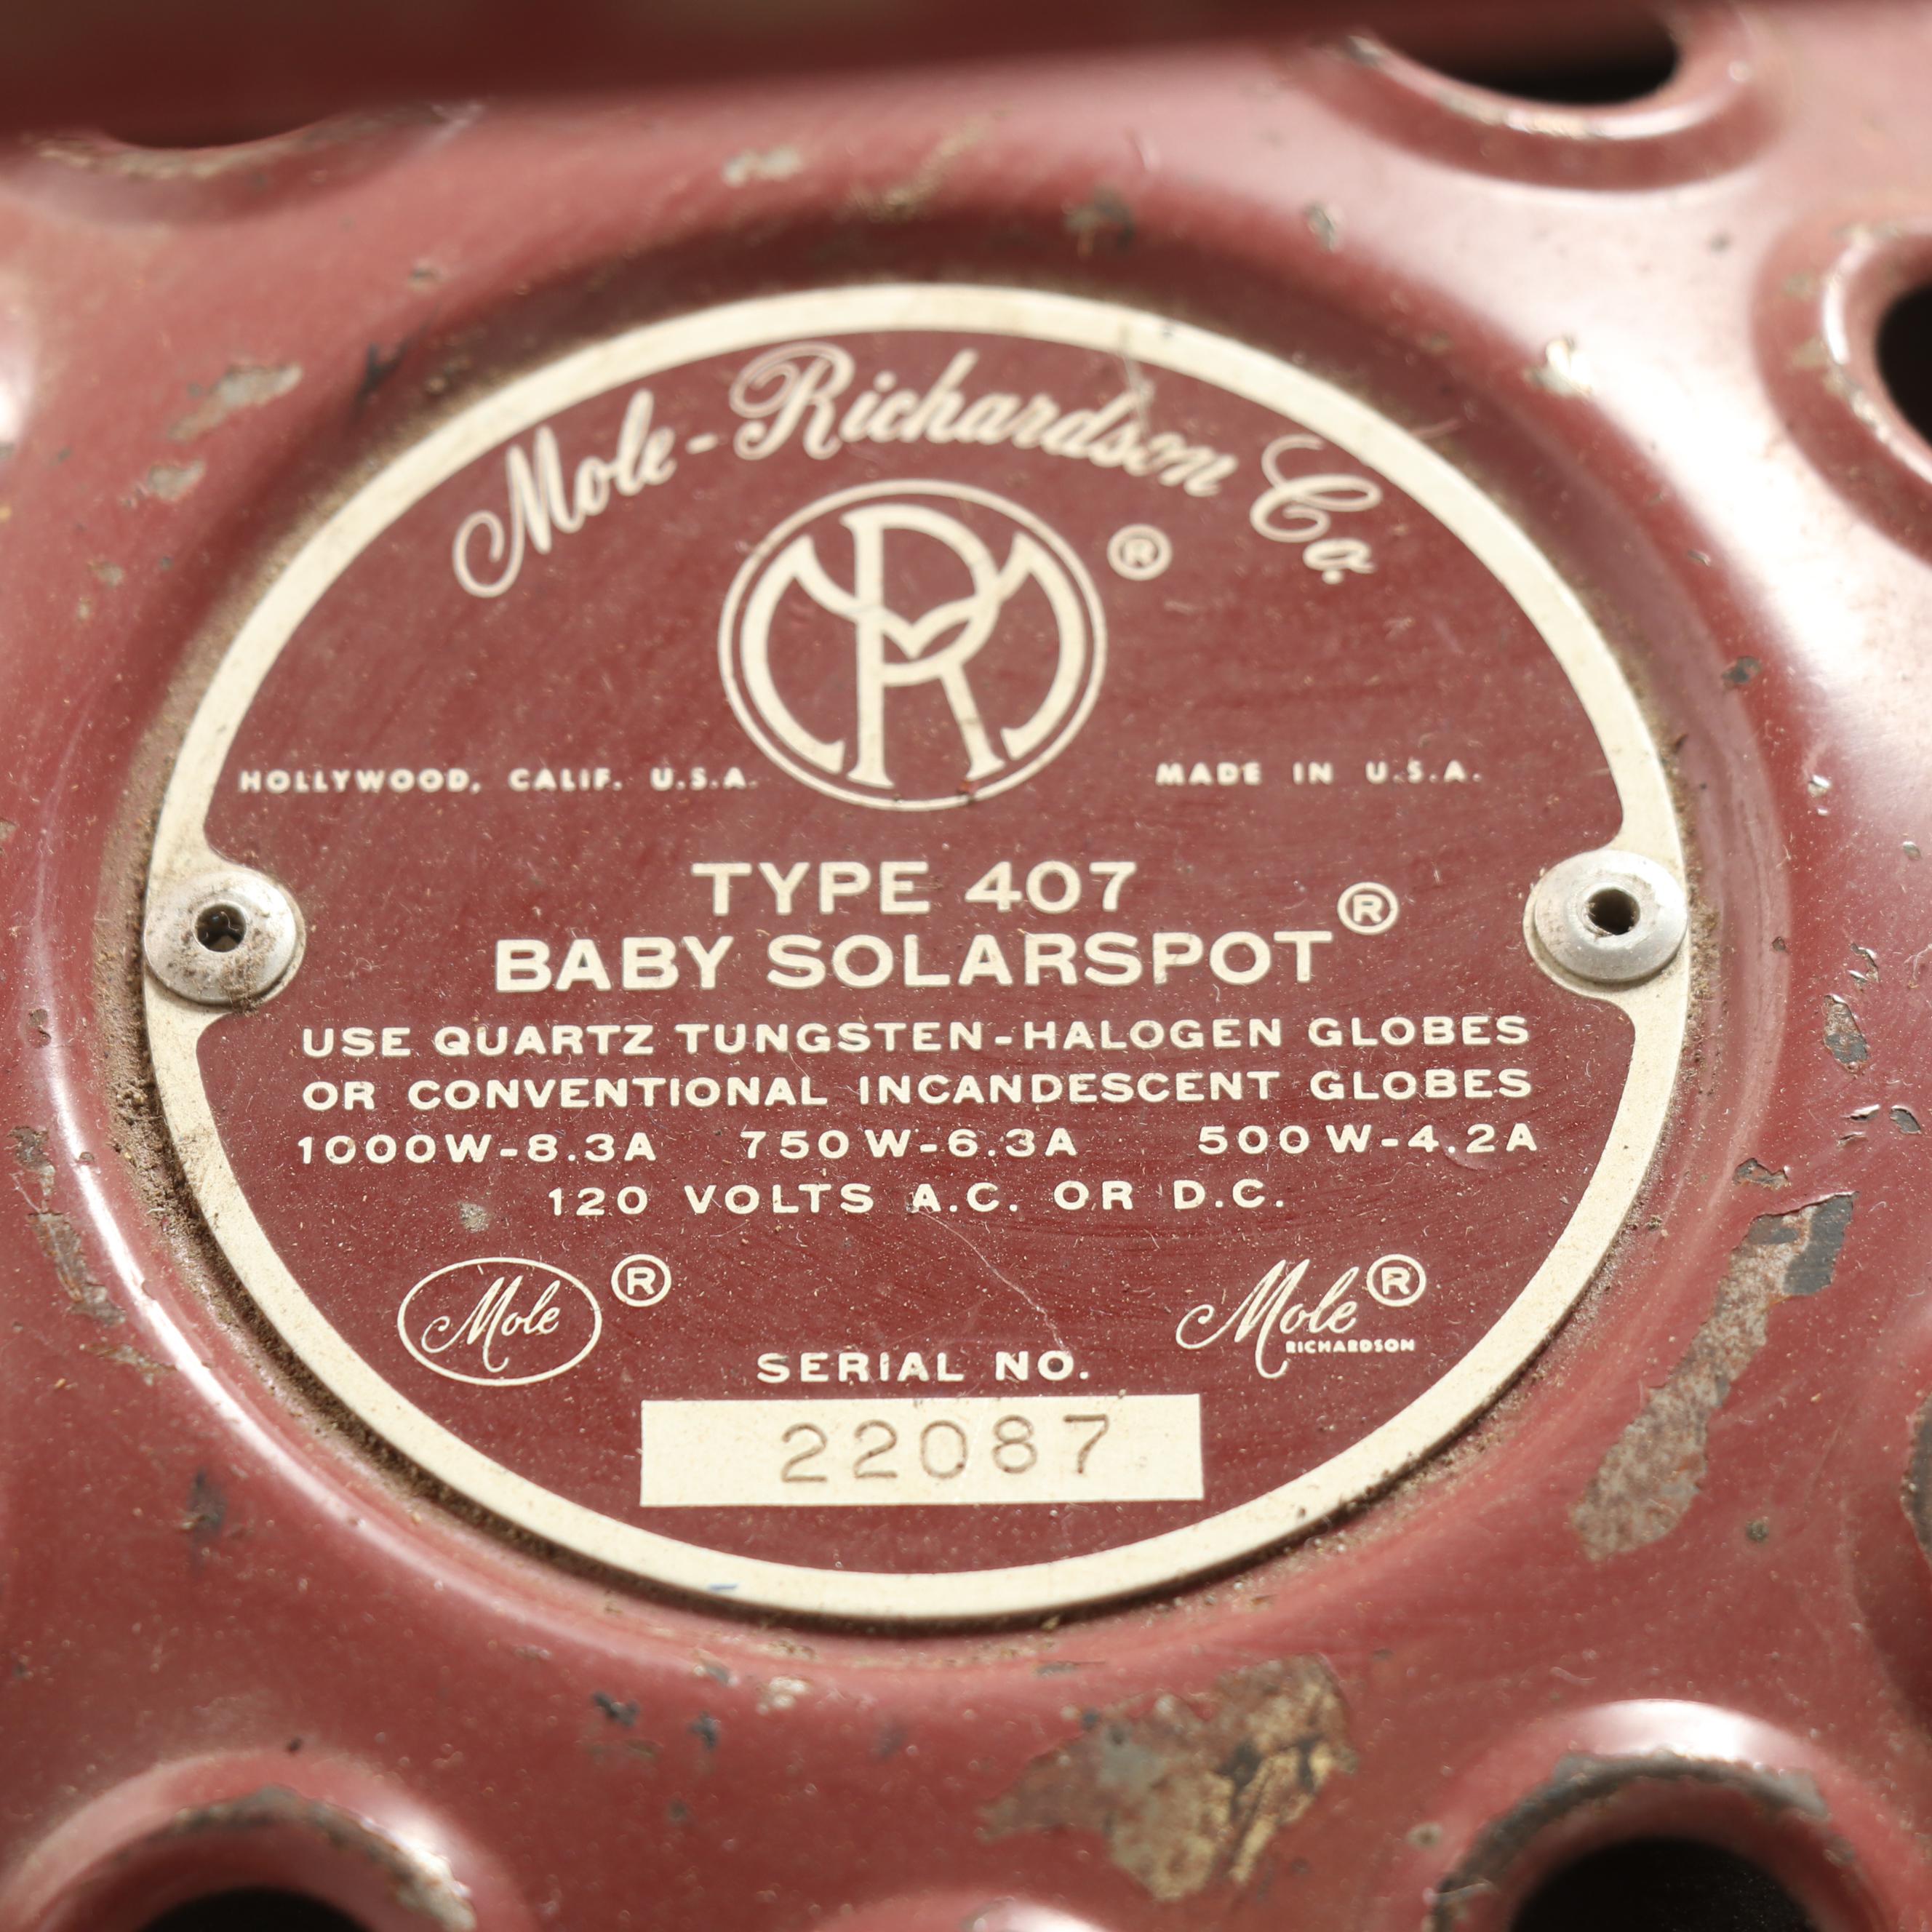 Mole-Richardson Co.
MR ®
HOLLYWOOD, CALIF. U.S.A. MADE IN U.S.A.
TYPE 407
BABY SOLARSPOT ®
USE QUARTZ TUNGSTEN-HALOGEN GLOBES
OR CONVENTIONAL INCANDESCENT GLOBES
1000W-8.3A 750W-6.3A 500W-4.2A
120 VOLTS A.C. OR D.C.
Mole ®
Mole ®
RICHARDSON
SERIAL NO.
22087